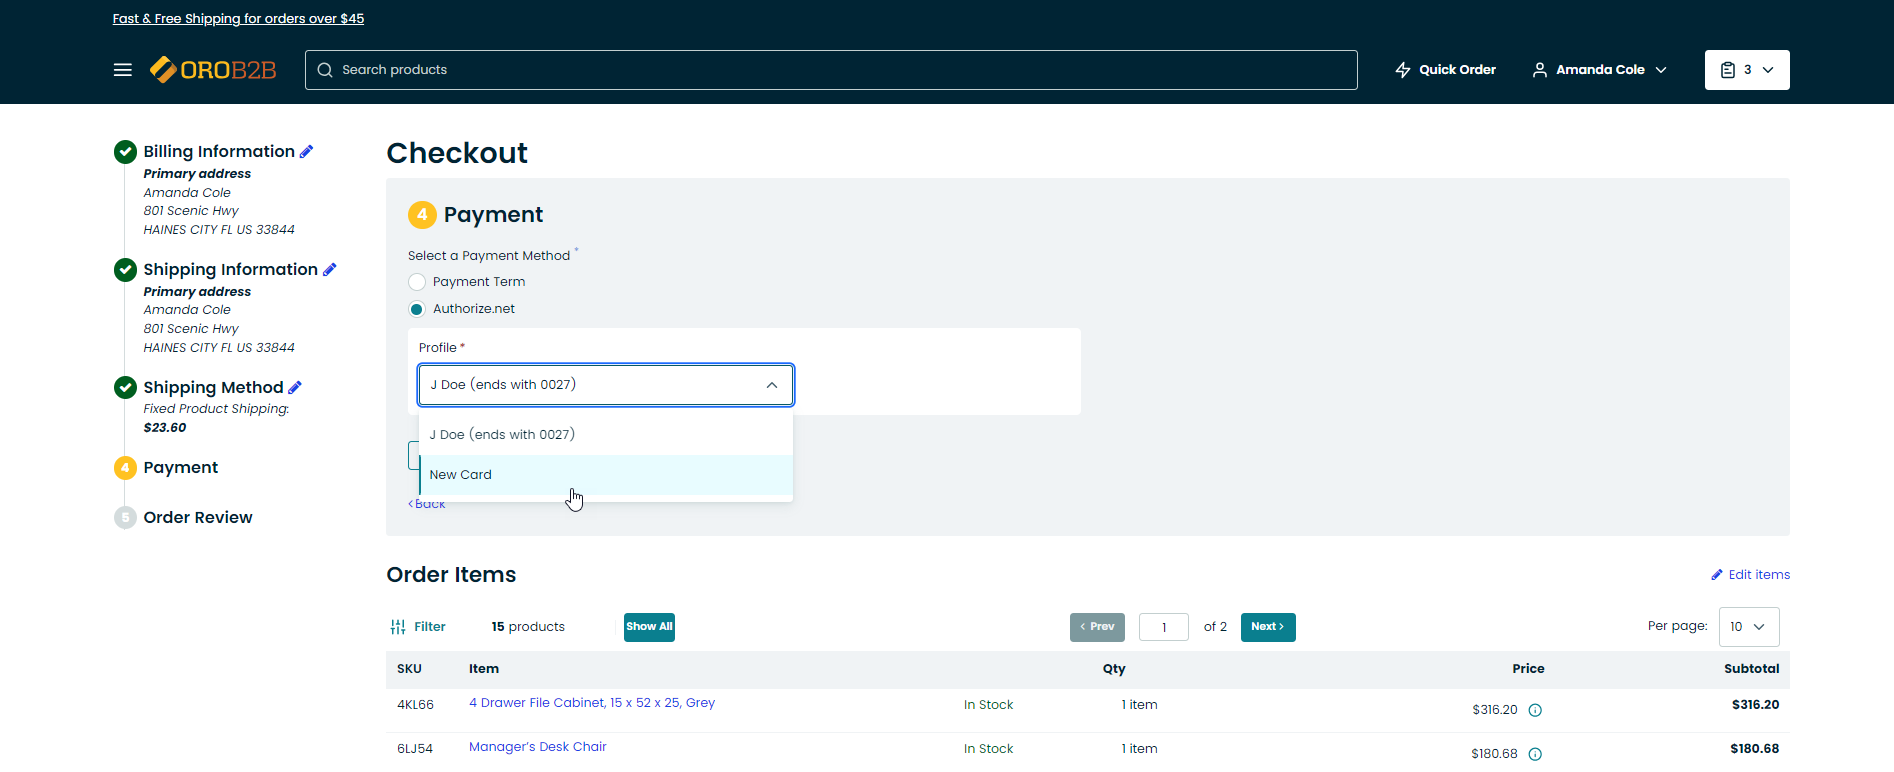 Fast & Free Shipping for orders over $45
OROB2B
Search products
Quick Order
Amanda Cole
3
Billing Information
Primary address
Amanda Cole
801 Scenic Hwy
HAINES CITY FL US 33844
Shipping Information
Primary address
Amanda Cole
801 Scenic Hwy
HAINES CITY FL US 33844
Shipping Method
Fixed Product Shipping:
$23.60
4 Payment
5 Order Review
Checkout
4 Payment
Select a Payment Method *
Payment Term
Authorize.net
Profile *
J Doe (ends with 0027)
J Doe (ends with 0027)
New Card
Back
Order Items
Edit items
Filter 15 products Show All
Prev 1 of 2 Next
Per page: 10
SKU Item Qty Price Subtotal
4KL66 4 Drawer File Cabinet, 15 x 52 x 25, Grey In Stock 1 item $316.20 $316.20
6LJ54 Manager's Desk Chair In Stock 1 item $180.68 $180.68